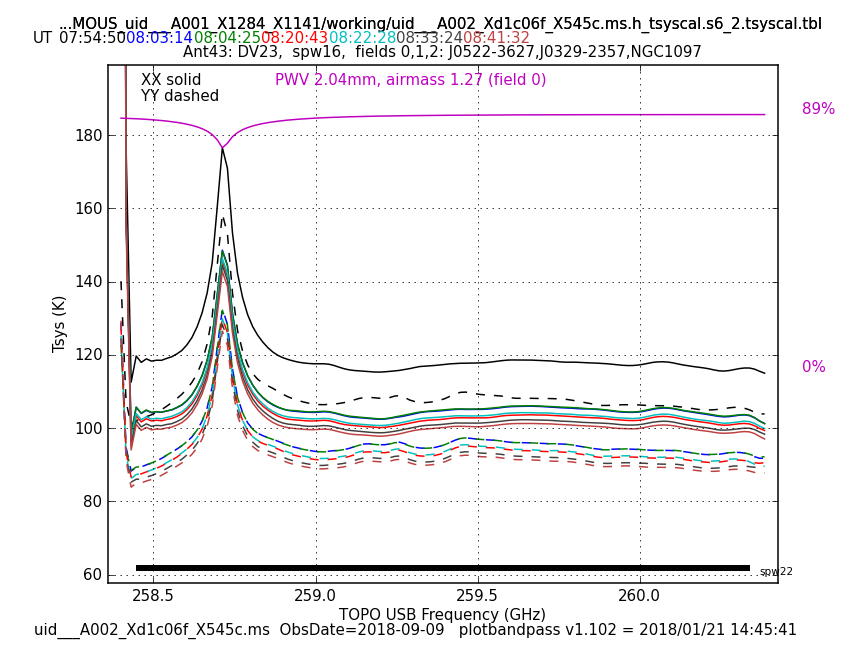 ...MOUS_uid___A001_X1284_X1141/working/uid___A002_Xd1c06f_X545c.ms.h_tsyscal.s6_2.tsyscal.tbl
UT 07:54:50 08:03:14 08:04:25 08:20:43 08:22:28 08:33:24 08:41:32
Ant43: DV23, spw16, fields 0,1,2: J0522-3627,J0329-2357,NGC1097
XX solid PWV 2.04mm, airmass 1.27 (field 0)
YY dashed
89%
180
160
140
120
0%
100
80
60
Tsys (K)
spw22
258.5 259.0 259.5 260.0
TOPO USB Frequency (GHz)
uid___A002_Xd1c06f_X545c.ms ObsDate=2018-09-09 plotbandpass v1.102 = 2018/01/21 14:45:41